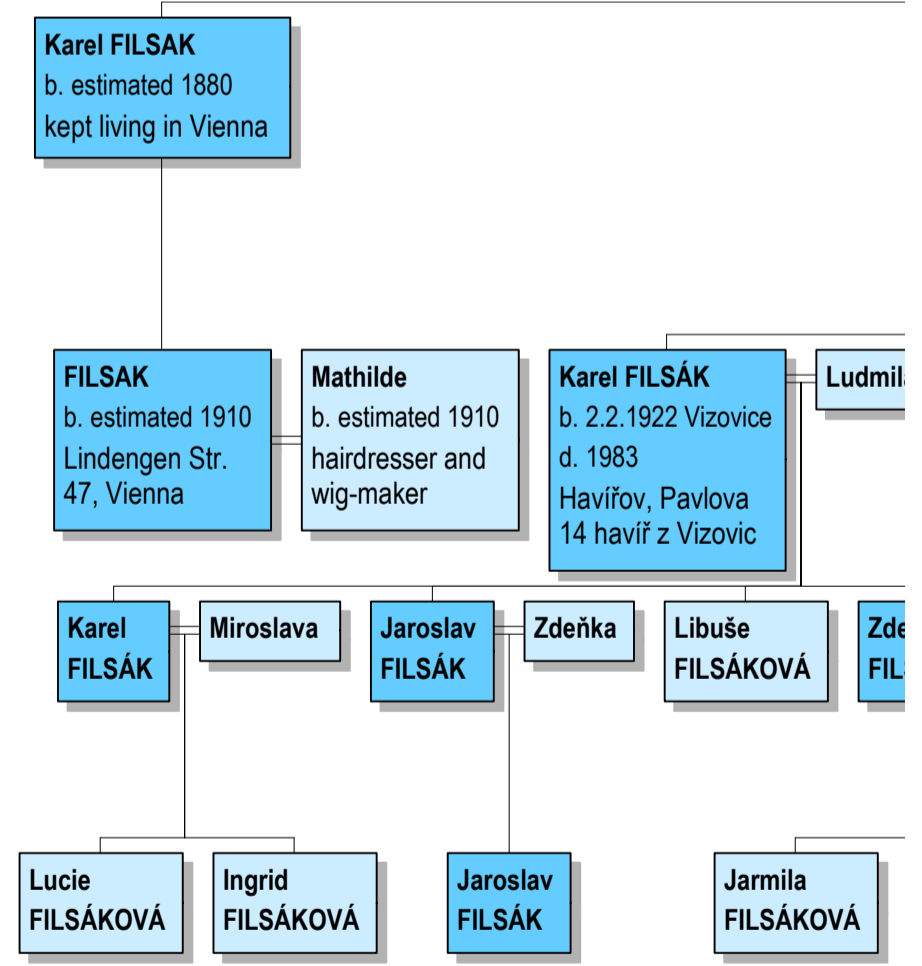 Karel FILSAK
b. estimated 1880
kept living in Vienna
FILSAK
b. estimated 1910
Lindengen Str.
47, Vienna
Mathilde
b. estimated 1910
hairdresser and
wig-maker
Karel FILSÁK
b. 2.2.1922 Vizovice
d. 1983
Havířov, Pavlova
14 havíř z Vizovic
Karel
FILSÁK
Miroslava
Jaroslav
FILSÁK
Zdeňka
Libuše
FILSÁKOVÁ
Lucie
FILSÁKOVÁ
Ingrid
FILSÁKOVÁ
Jaroslav
FILSÁK
Jarmila
FILSÁKOVÁ